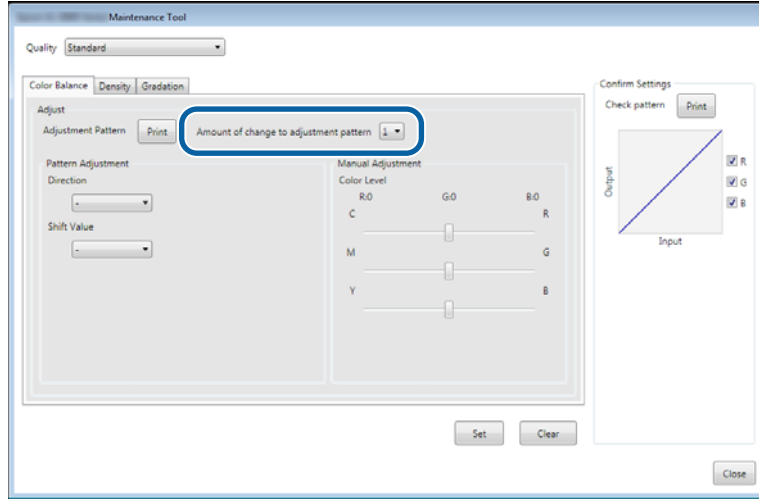 Maintenance Tool
Quality Standard
Color Balance Density Gradation
Adjust
Adjustment Pattern Print Amount of change to adjustment pattern 1
Pattern Adjustment
Direction
-
Shift Value
-
Manual Adjustment
Color Level
R:0 G:0 B:0
C R
M G
Y B
Set Clear
Confirm Settings
Check pattern Print
Output
Input
R
G
B
Close